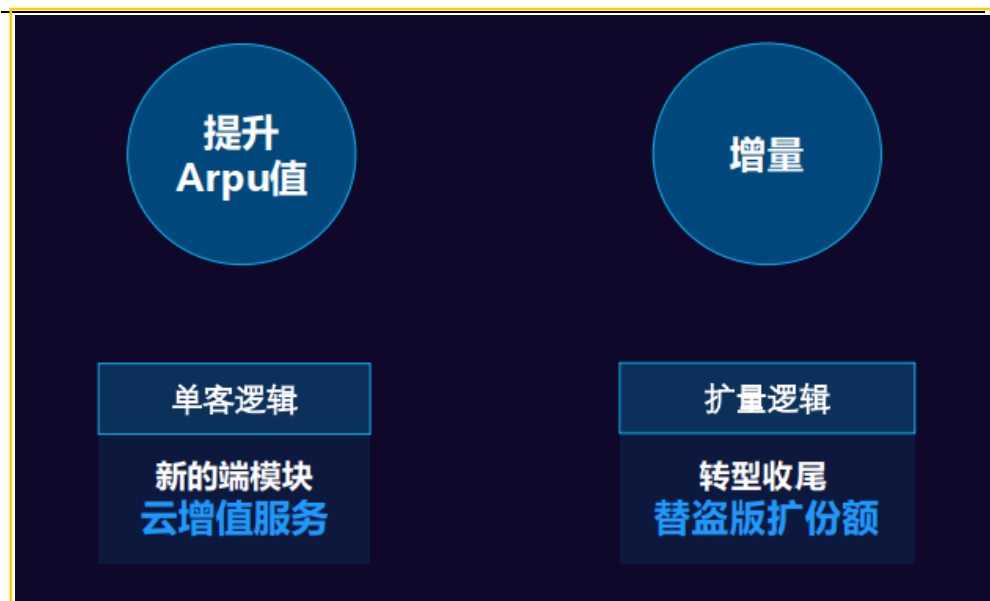 提升
Arpu值
增量
单客逻辑
扩量逻辑
新的端模块
云增值服务
转型收尾
替盗版扩份额